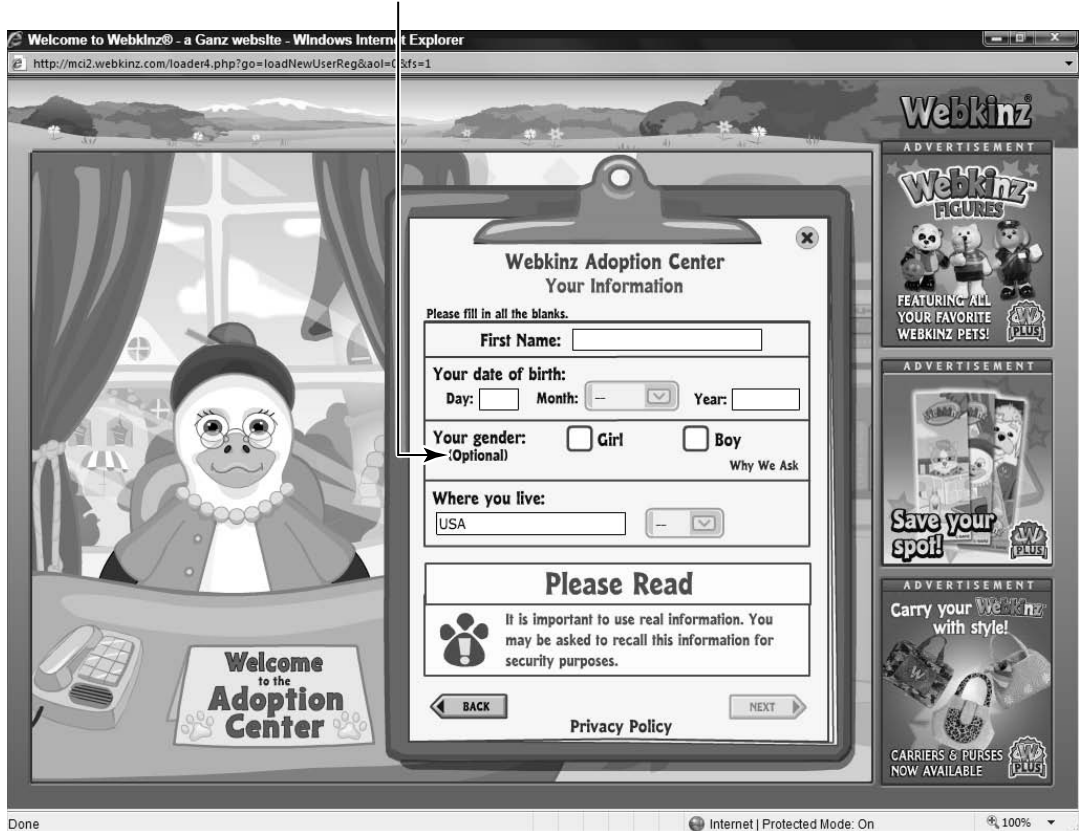 Welcome to Webkinz® - a Ganz website - Windows Internet Explorer
http://mci2.webkinz.com/loader4.php?go=loadNewUserReg&aol=0&fs=1
Webkinz®
ADVERTISEMENT
Webkinz
FIGURES
FEATURING ALL
YOUR FAVORITE
WEBKINZ PETS!
W
PLUS
Webkinz Adoption Center
Your Information
Please fill in all the blanks.
First Name:
Your date of birth:
Day: Month: -- Year:
Your gender: Girl Boy
(Optional)
Why We Ask
Where you live:
USA --
Please Read
It is important to use real information. You
may be asked to recall this information for
security purposes.
BACK NEXT
Privacy Policy
Welcome
to the
Adoption
Center
ADVERTISEMENT
Save your
spot!
W
PLUS
ADVERTISEMENT
Carry your Webkinz
with style!
W
CARRIERS & PURSES
NOW AVAILABLE
W
PLUS
Done Internet | Protected Mode: On 100%